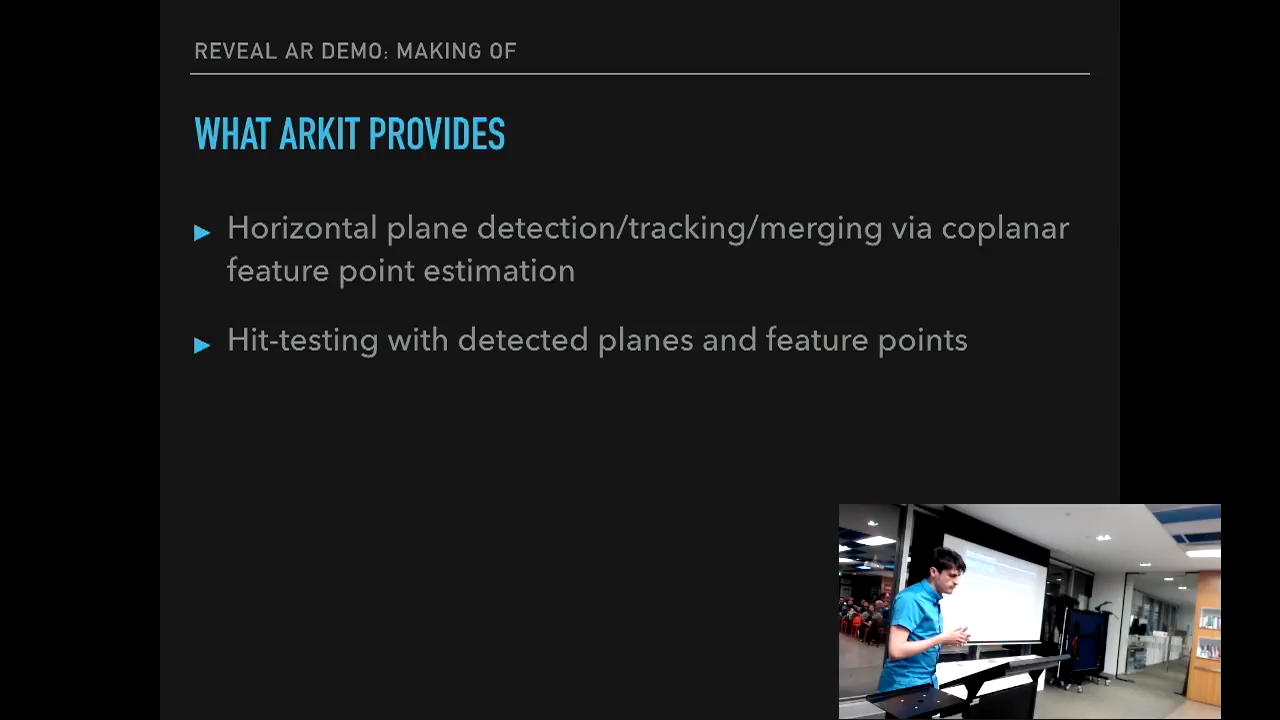 REVEAL AR DEMO: MAKING OF
WHAT ARKIT PROVIDES
▶ Horizontal plane detection/tracking/merging via coplanar
feature point estimation
▶ Hit-testing with detected planes and feature points